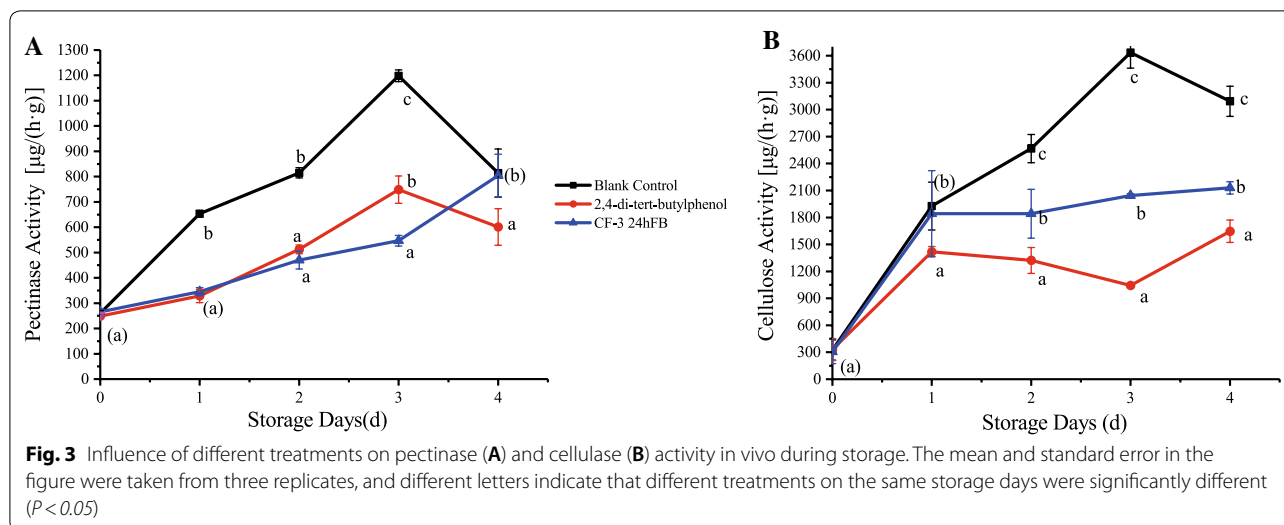 A
1300
1200
1100
1000
900
800
700
600
500
400
300
200
100
0
Pectinase Activity [μg/(h·g)]
0 1 2 3 4
Storage Days(d)
(a)
b
(a)
b
a
a
c
b
a
(b)
a
Blank Control
2,4-di-tert-butylphenol
CF-3 24hFB
B
3600
3300
3000
2700
2400
2100
1800
1500
1200
900
600
300
0
Cellulose Activity [μg/(h·g)]
0 1 2 3 4
Storage Days (d)
(a)
(b)
a
c
b
a
c
b
a
c
b
a
Fig. 3 Influence of different treatments on pectinase (A) and cellulase (B) activity in vivo during storage. The mean and standard error in the
figure were taken from three replicates, and different letters indicate that different treatments on the same storage days were significantly different
(P < 0.05)